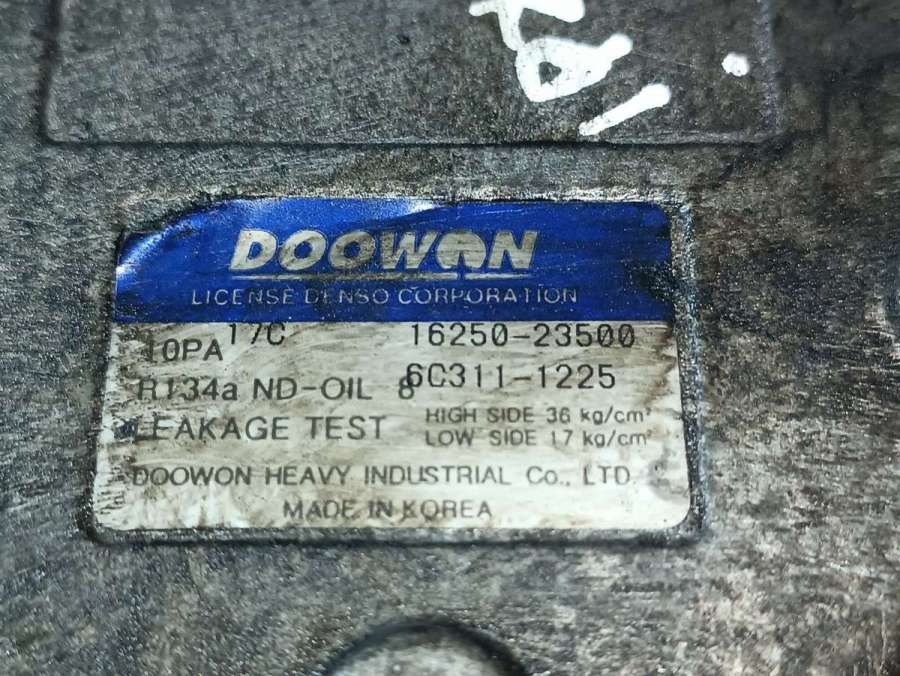 DOOWON
LICENSE DENSO CORPORATION
10PA 17C 16250-23500
R134a ND-OIL 8 6C311-1225
LEAKAGE TEST HIGH SIDE 36 kg/cm²
LOW SIDE 17 kg/cm²
DOOWON HEAVY INDUSTRIAL Co., LTD.
MADE IN KOREA